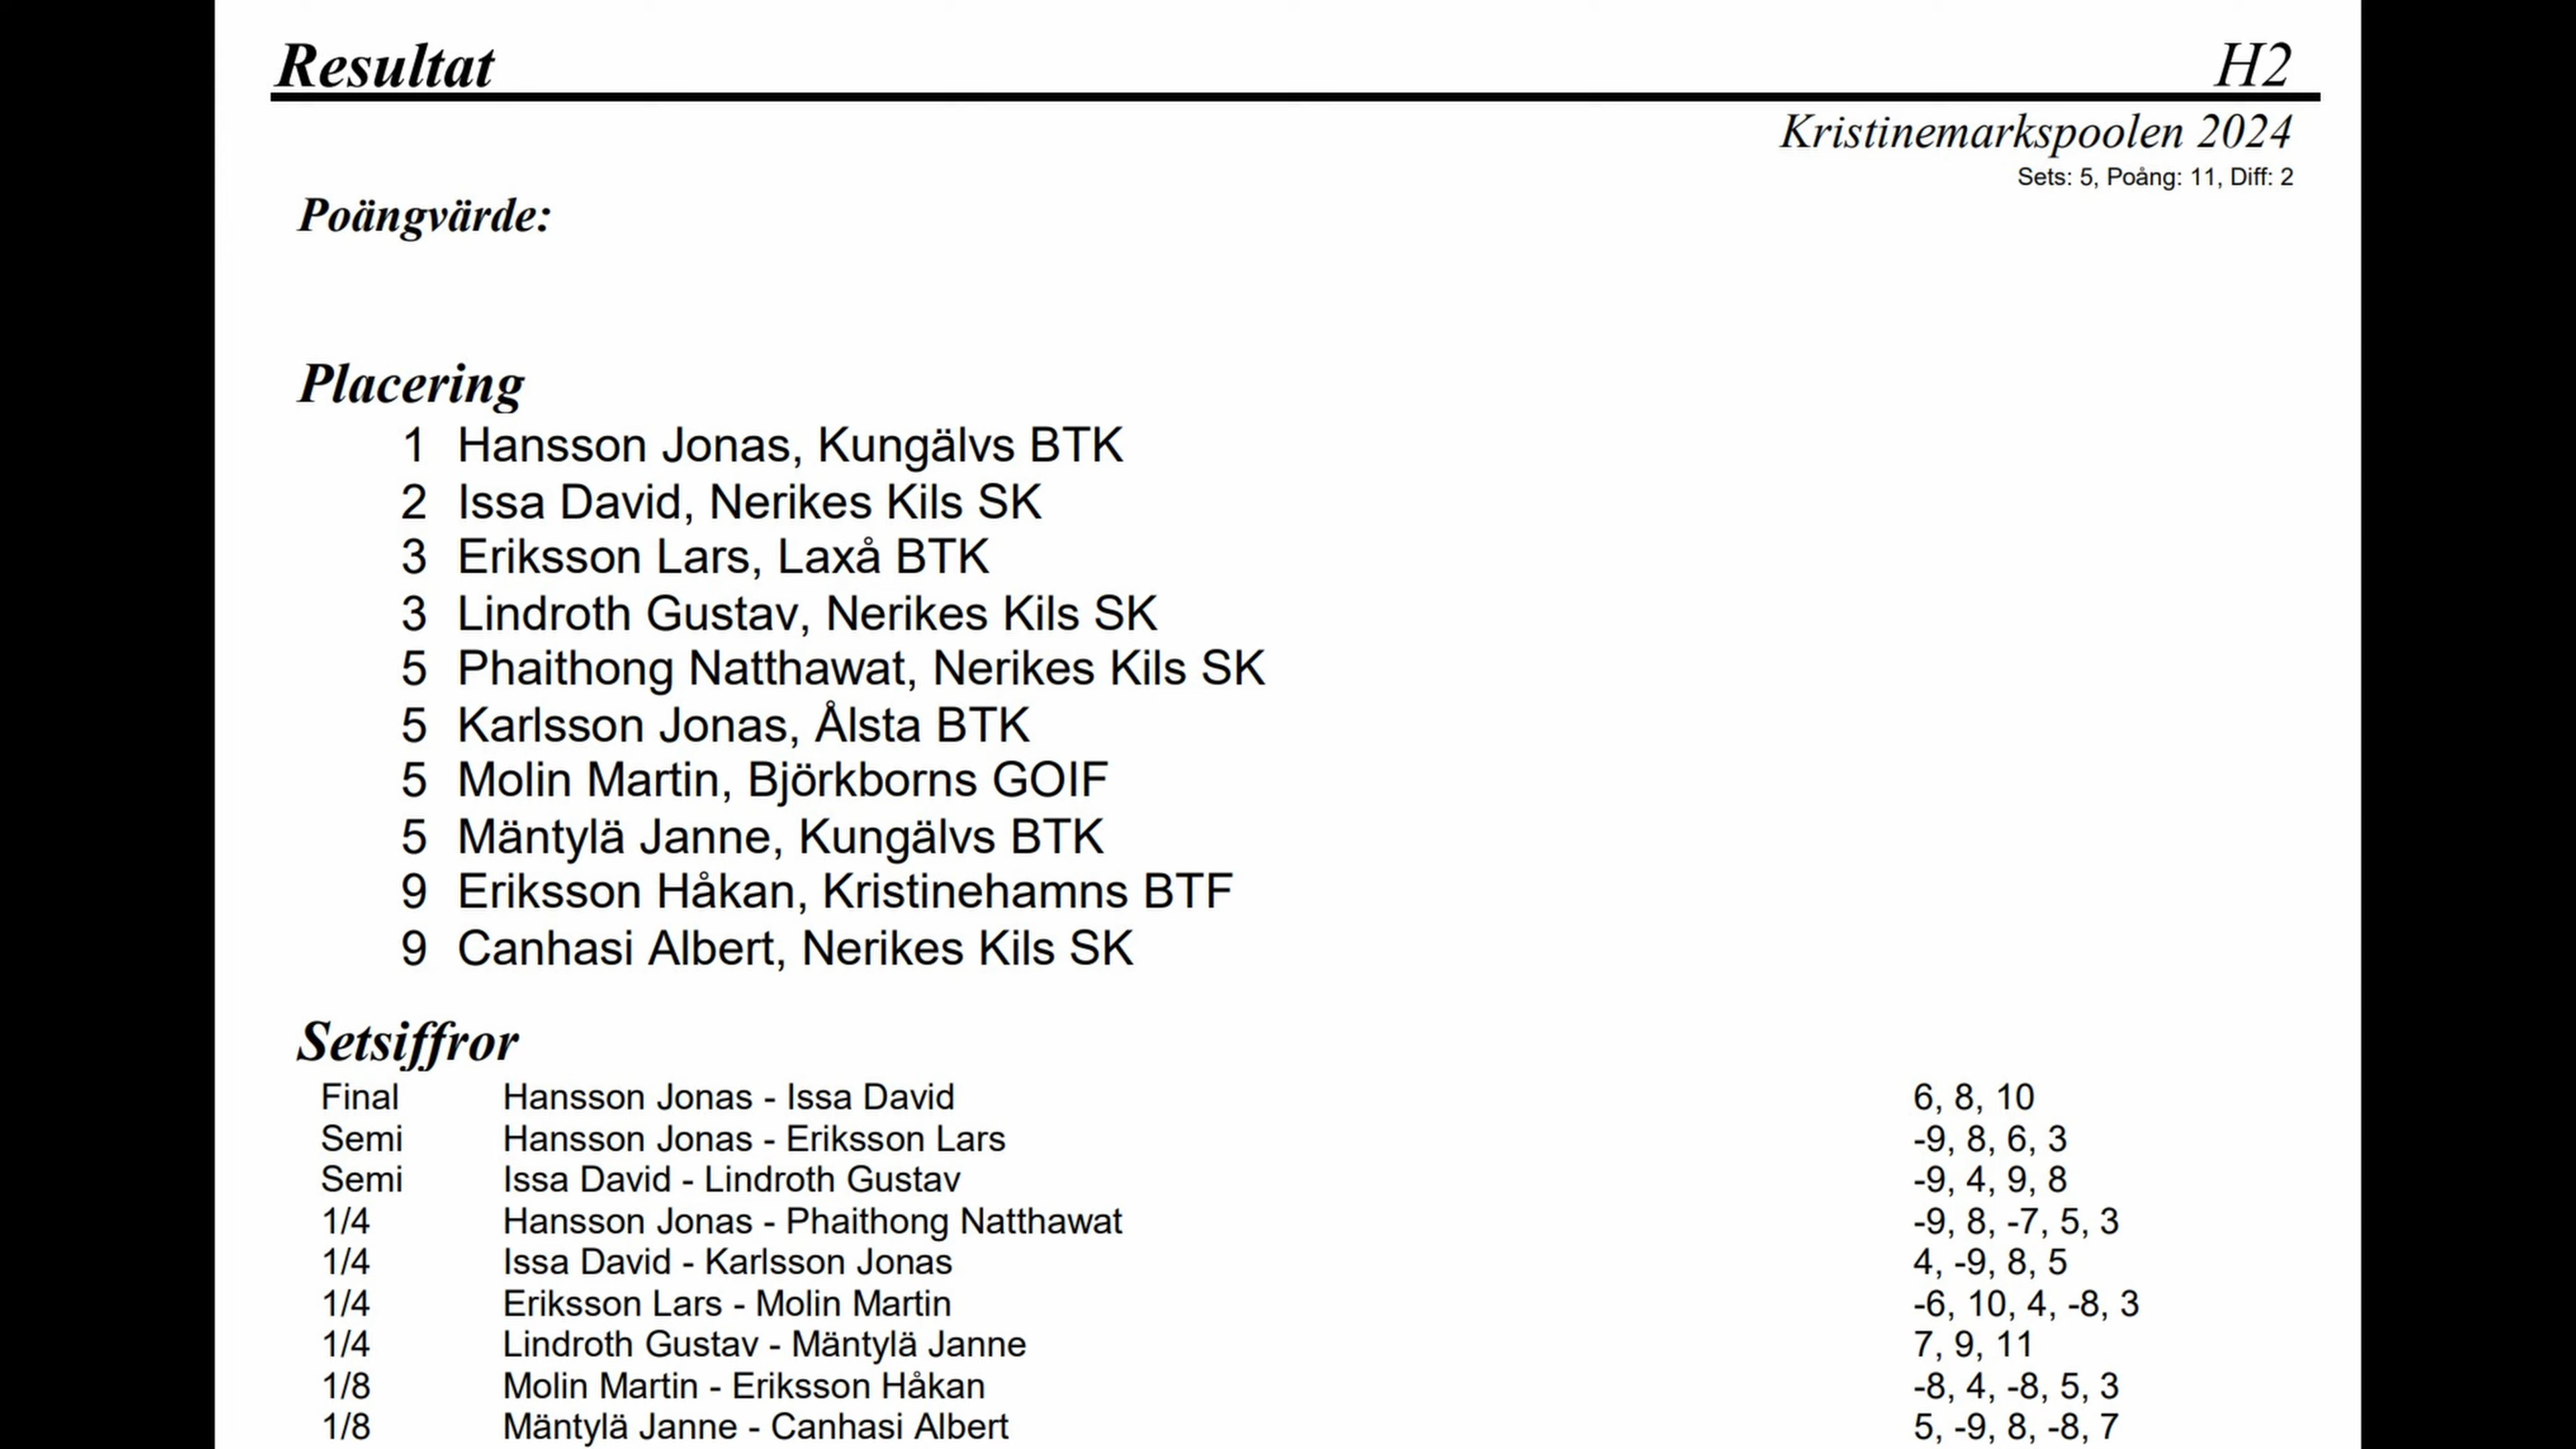 Resultat H2
Kristinemarkspoolen 2024
Sets: 5, Poång: 11, Diff: 2
Poängvärde:
Placering
1 Hansson Jonas, Kungälvs BTK
2 Issa David, Nerikes Kils SK
3 Eriksson Lars, Laxå BTK
3 Lindroth Gustav, Nerikes Kils SK
5 Phaithong Natthawat, Nerikes Kils SK
5 Karlsson Jonas, Ålsta BTK
5 Molin Martin, Björkborns GOIF
5 Mäntylä Janne, Kungälvs BTK
9 Eriksson Håkan, Kristinehamns BTF
9 Canhasi Albert, Nerikes Kils SK
Setsiffror
Final Hansson Jonas - Issa David 6, 8, 10
Semi Hansson Jonas - Eriksson Lars -9, 8, 6, 3
Semi Issa David - Lindroth Gustav -9, 4, 9, 8
1/4 Hansson Jonas - Phaithong Natthawat -9, 8, -7, 5, 3
1/4 Issa David - Karlsson Jonas 4, -9, 8, 5
1/4 Eriksson Lars - Molin Martin -6, 10, 4, -8, 3
1/4 Lindroth Gustav - Mäntylä Janne 7, 9, 11
1/8 Molin Martin - Eriksson Håkan -8, 4, -8, 5, 3
1/8 Mäntylä Janne - Canhasi Albert 5, -9, 8, -8, 7